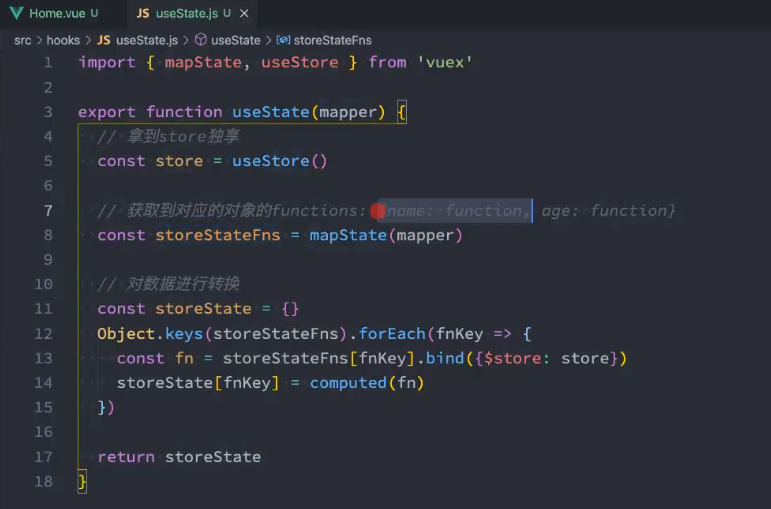 Home.vue U JS useState.js U ×
src > hooks > JS useState.js > useState > storeStateFns
1 import { mapState, useStore } from 'vuex'
2
3 export function useState(mapper) {
4 // 拿到store独享
5 const store = useStore()
6
7 // 获取到对应的对象的functions: {name: function, age: function}
8 const storeStateFns = mapState(mapper)
9
10 // 对数据进行转换
11 const storeState = {}
12 Object.keys(storeStateFns).forEach(fnKey => {
13 const fn = storeStateFns[fnKey].bind({$store: store})
14 storeState[fnKey] = computed(fn)
15 })
16
17 return storeState
18 }